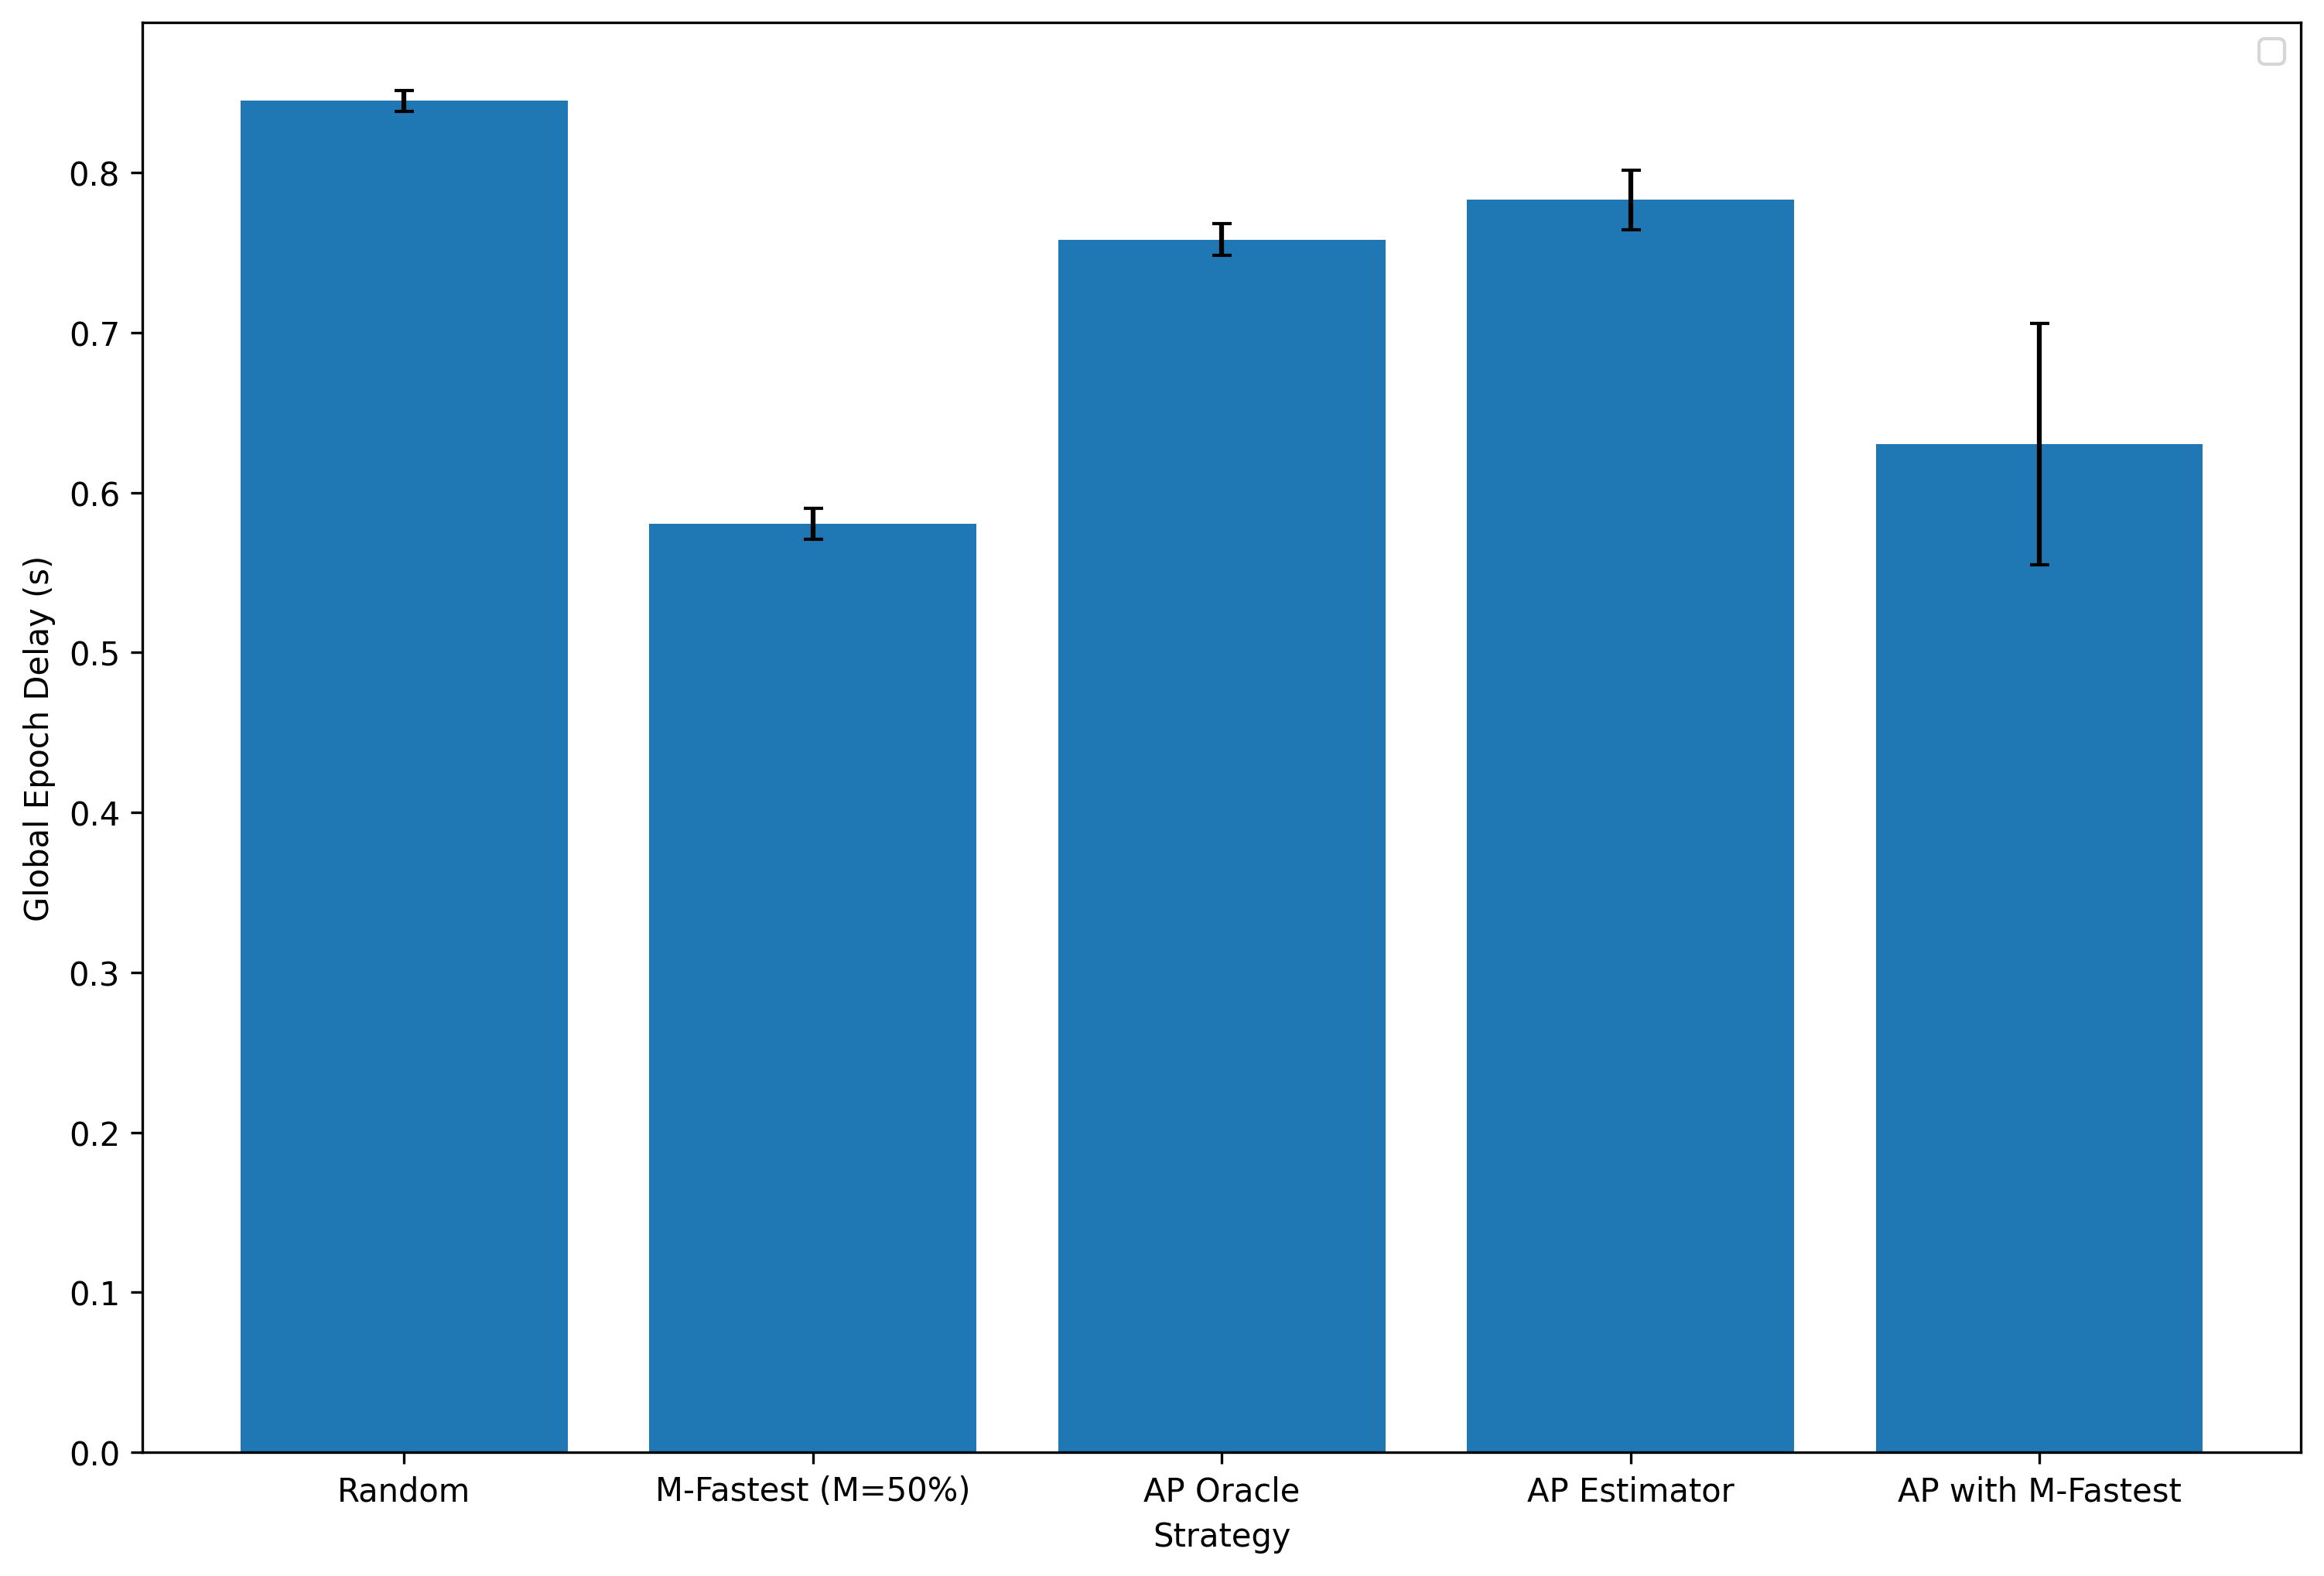 Global Epoch Delay (s)
0.8
0.7
0.6
0.5
0.4
0.3
0.2
0.1
0.0
Random
M-Fastest (M=50%)
AP Oracle
AP Estimator
AP with M-Fastest
Strategy